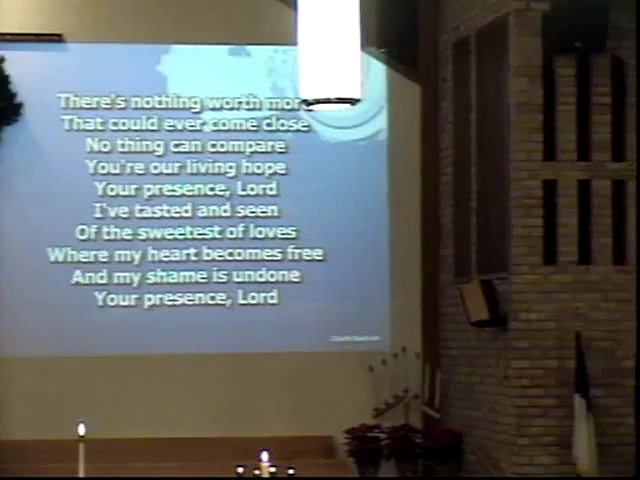 There's nothing worth mor
That could ever come close
No thing can compare
You're our living hope
Your presence, Lord
I've tasted and seen
Of the sweetest of loves
Where my heart becomes free
And my shame is undone
Your presence, Lord